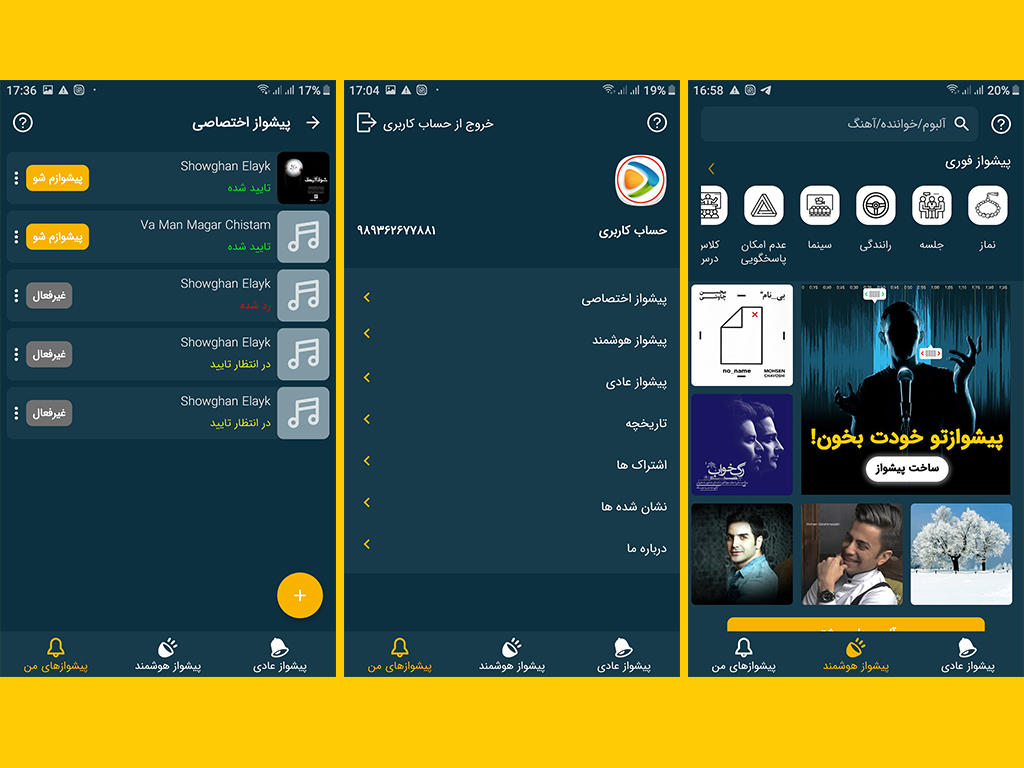 17:36
17%
پیشواز اختصاصی
Showghan Elayk
تایید شده
پیشوازم شو
Va Man Magar Chistam
تایید شده
پیشوازم شو
Showghan Elayk
رد شده
غیرفعال
Showghan Elayk
در انتظار تایید
غیرفعال
Showghan Elayk
در انتظار تایید
غیرفعال
پیشواز عادی
پیشواز هوشمند
پیشوازهای من
17:04
19%
خروج از حساب کاربری
حساب کاربری
۹۸۹۳۶۲۶۷۷۸۸۱
پیشواز اختصاصی
پیشواز هوشمند
پیشواز عادی
تاریخچه
اشتراک ها
نشان شده ها
درباره ما
پیشواز عادی
پیشواز هوشمند
پیشوازهای من
16:58
20%
آلبوم/خواننده/آهنگ
پیشواز فوری
نماز
جلسه
رانندگی
سینما
عدم امکان
پاسخگویی
کلاس
درس
بی_نام"
محسن
چاوشی
no_name
MOHSEN
CHAVOSHI
پیشوازتو خودت بخون!
ساخت پیشواز
رگ خواب
پیشواز عادی
پیشواز هوشمند
پیشوازهای من